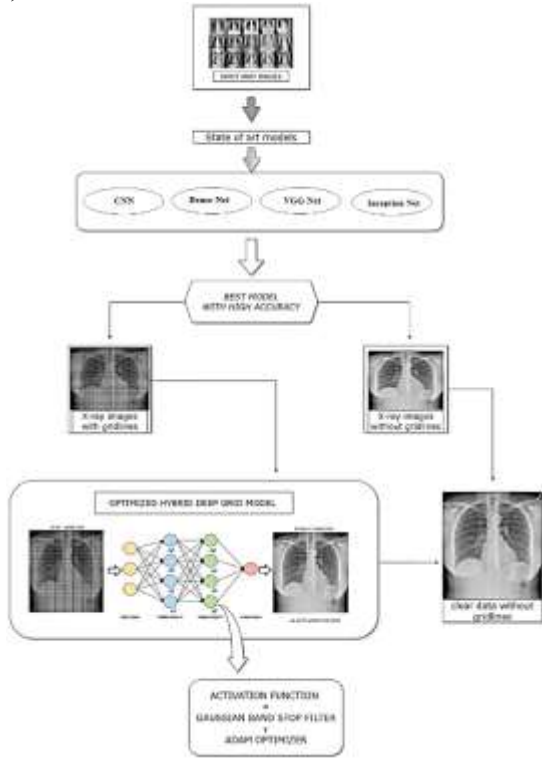 State of art models
CNN
Dense Net
VGG Net
Inception Net
BEST MODEL
WITH HIGH ACCURACY
X-ray images
with gridlines
X-ray images
without gridlines
OPTIMIZED HYBRID DEEP GRID MODEL
clear data without
gridlines
ACTIVATION FUNCTION
+
GAUSSIAN BAND STOP FILTER
+
ADAM OPTIMIZER